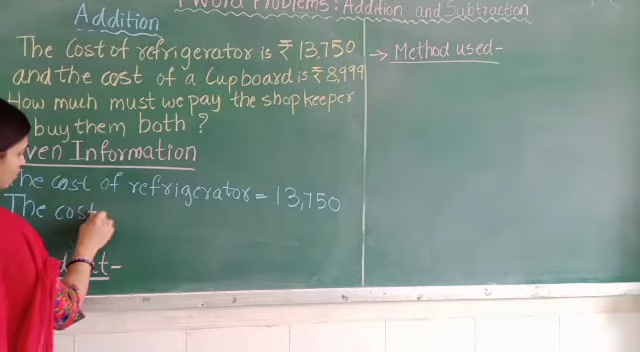 Word Problems: Addition and Subtraction
Addition
The Cost of refrigerator is ₹ 13,750
and the cost of a Cupboard is ₹ 8,999
How much must we pay the shopkeeper
buy them both ?
ven Information
he cost of refrigerator = 13,750
The cost
→ Method used-